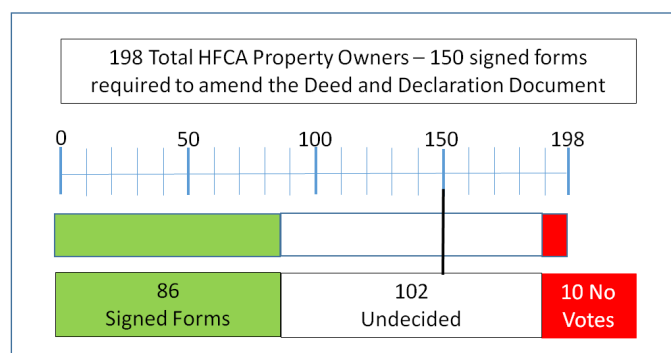 198 Total HFCA Property Owners – 150 signed forms
required to amend the Deed and Declaration Document
0 50 100 150 198
86
Signed Forms
102
Undecided
10 No
Votes